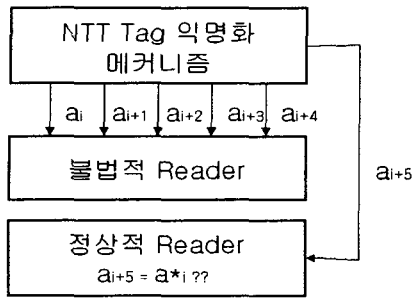 NTT Tag 익명화
메커니즘
ai ai+1 ai+2 ai+3 ai+4
불법적 Reader
ai+5
정상적 Reader
ai+5 = a*i ??